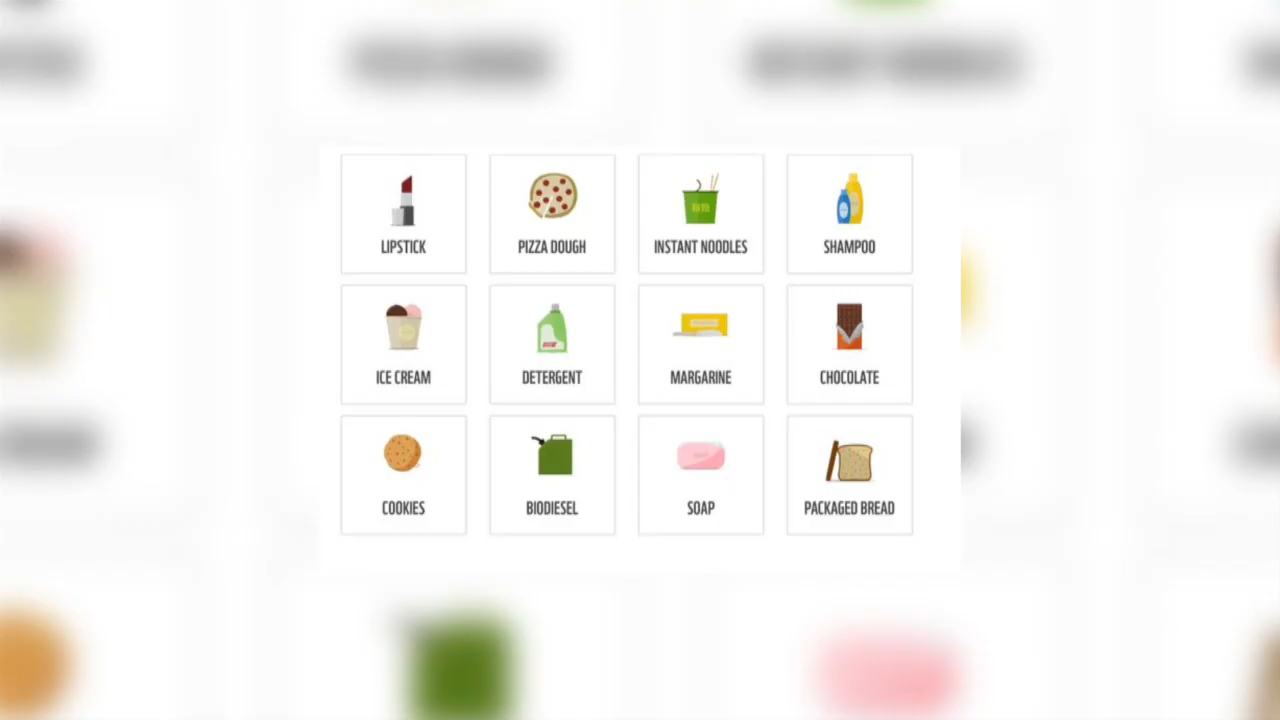 LIPSTICK
PIZZA DOUGH
INSTANT NOODLES
SHAMPOO
ICE CREAM
DETERGENT
MARGARINE
CHOCOLATE
COOKIES
BIODIESEL
SOAP
PACKAGED BREAD